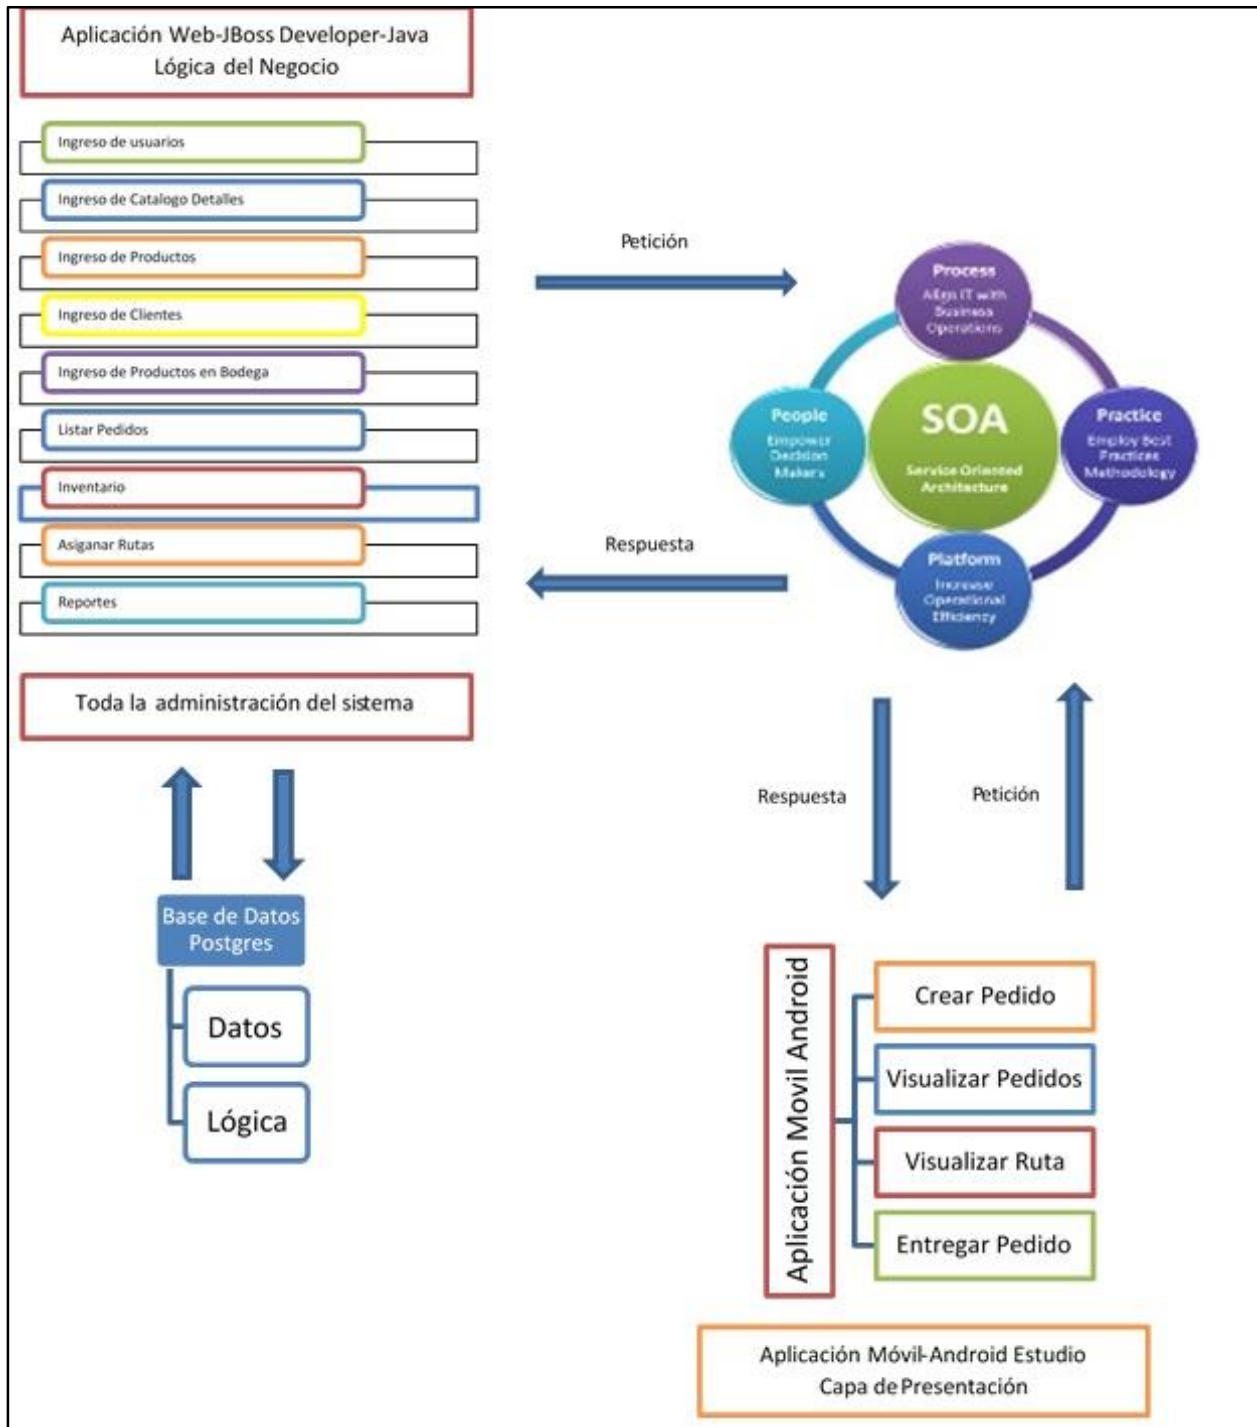 Aplicación Web-JBoss Developer-Java
Lógica del Negocio
Ingreso de usuarios
Ingreso de Catalogo Detalles
Ingreso de Productos
Ingreso de Clientes
Ingreso de Productos en Bodega
Listar Pedidos
Inventario
Asiganar Rutas
Reportes
Toda la administración del sistema
Petición
Respuesta
Process
Align IT with
Business
Operations
People
Empower
Decision
Makers
SOA
Service Oriented
Architecture
Practice
Employ Best
Practices
Methodology
Platform
Increase
Operational
Efficiency
Respuesta
Petición
Base de Datos
Postgres
Datos
Lógica
Aplicación Movil Android
Crear Pedido
Visualizar Pedidos
Visualizar Ruta
Entregar Pedido
Aplicación Móvil-Android Estudio
Capa de Presentación